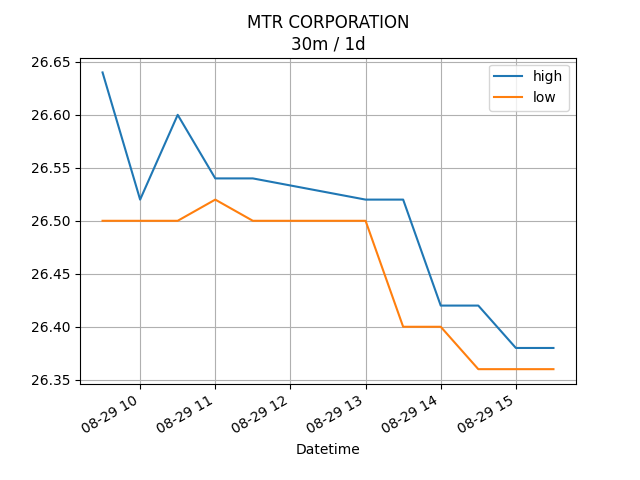 MTR CORPORATION
30m / 1d
high
low
26.65
26.60
26.55
26.50
26.45
26.40
26.35
08-29 10
08-29 11
08-29 12
08-29 13
08-29 14
08-29 15
Datetime